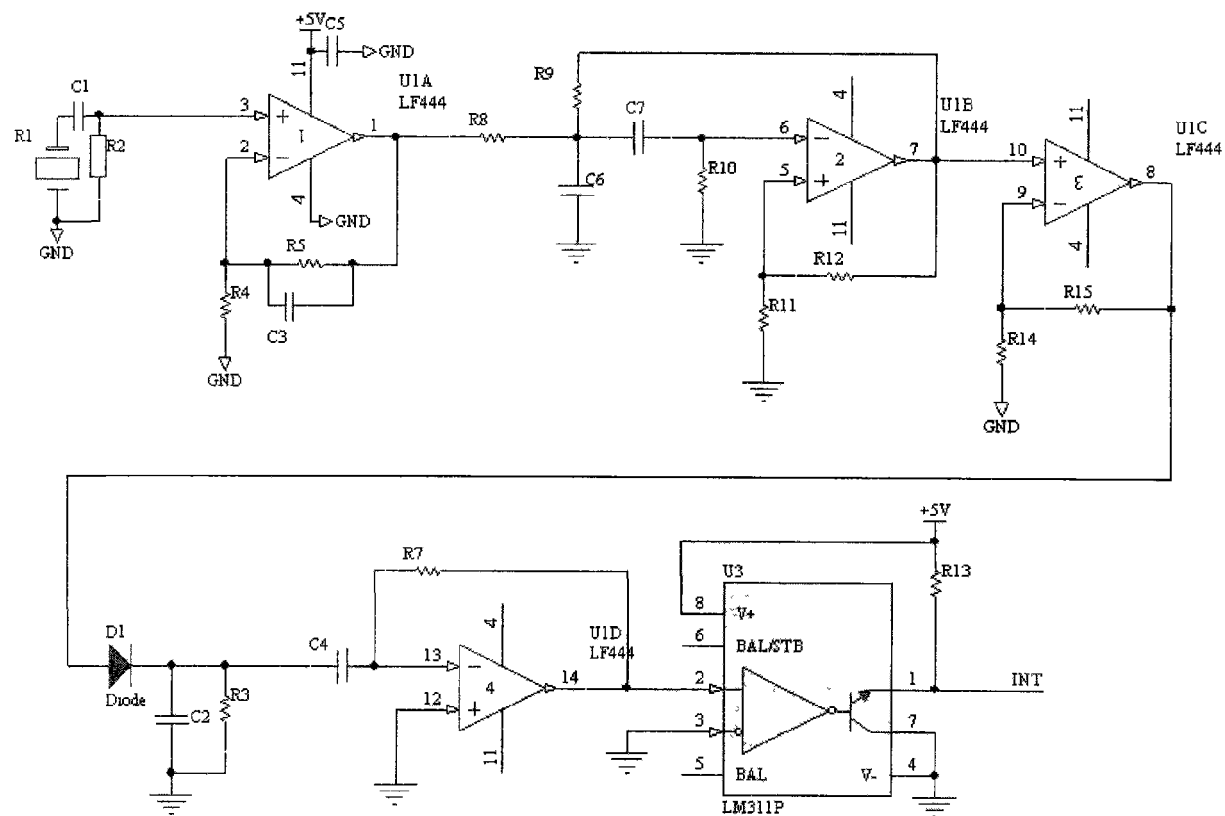 +5V
C5
GND
11
U1A
LF444
C1
3
1
1
R1
R2
2
4
GND
GND
R5
R4
C3
GND
R8
R9
C7
C6
R10
4
U1B
LF444
6
2
7
5
11
R12
R11
11
U1C
LF444
10
3
8
9
4
R15
R14
GND
+5V
R7
R13
U3
8
V+
D1
C4
4
U1D
LF444
6
BAL/STB
13
4
14
2
1
INT
Diode
C2
R3
12
3
7
11
5
BAL
V-
4
LM311P